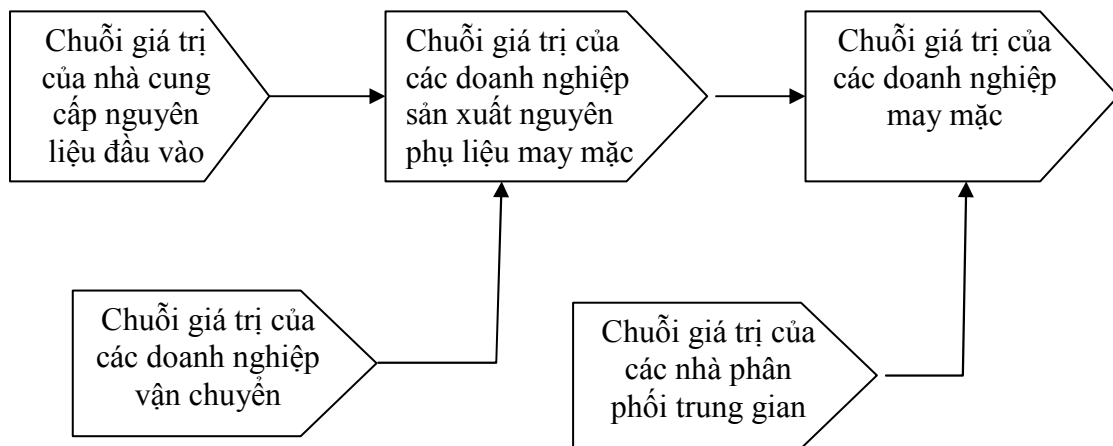 Chuỗi giá trị
của nhà cung
cấp nguyên
liệu đầu vào
Chuỗi giá trị của
các doanh nghiệp
sản xuất nguyên
phụ liệu may mặc
Chuỗi giá trị của
các doanh nghiệp
may mặc
Chuỗi giá trị của
các doanh nghiệp
vận chuyển
Chuỗi giá trị của
các nhà phân
phối trung gian